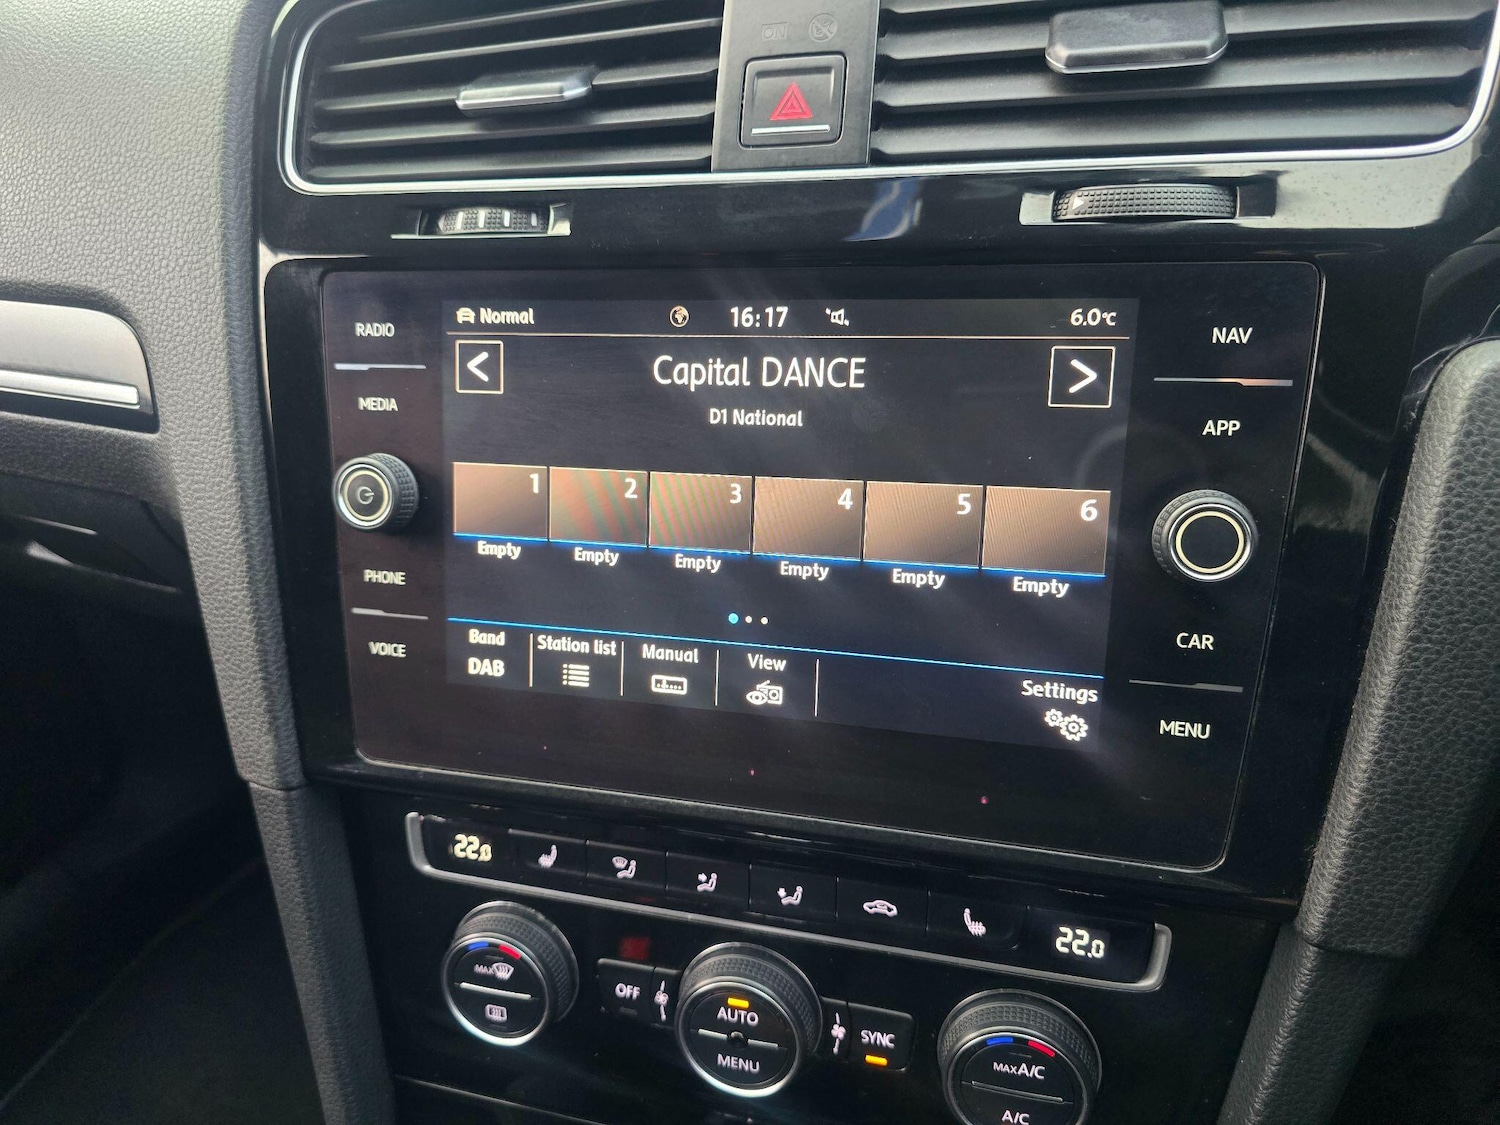 RADIO
MEDIA
PHONE
VOICE
Normal
16:17
6.0°C
<
Capital DANCE
>
D1 National
1
2
3
4
5
6
Empty
Empty
Empty
Empty
Empty
Empty
Band
DAB
Station list
Manual
View
Settings
NAV
APP
CAR
MENU
22.0
22.0
MAX
OFF
AUTO
MENU
SYNC
MAX A/C
A/C